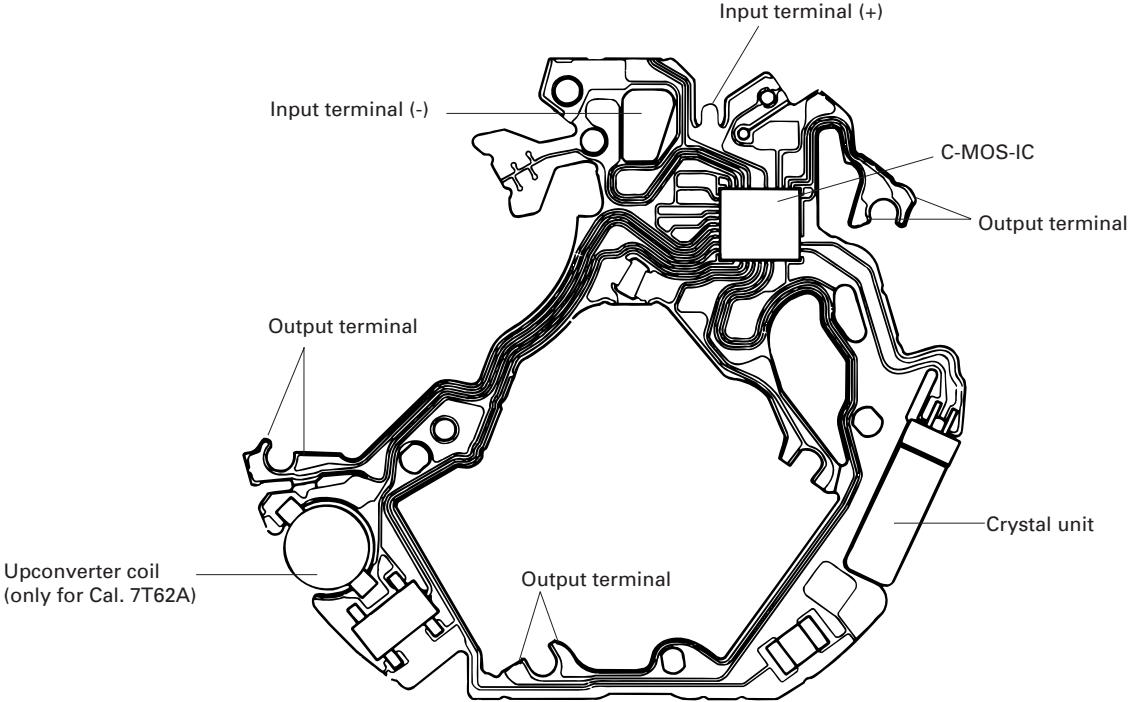 Input terminal (+)
Input terminal (-)
C-MOS-IC
Output terminal
Output terminal
Crystal unit
Upconverter coil
(only for Cal. 7T62A)
Output terminal